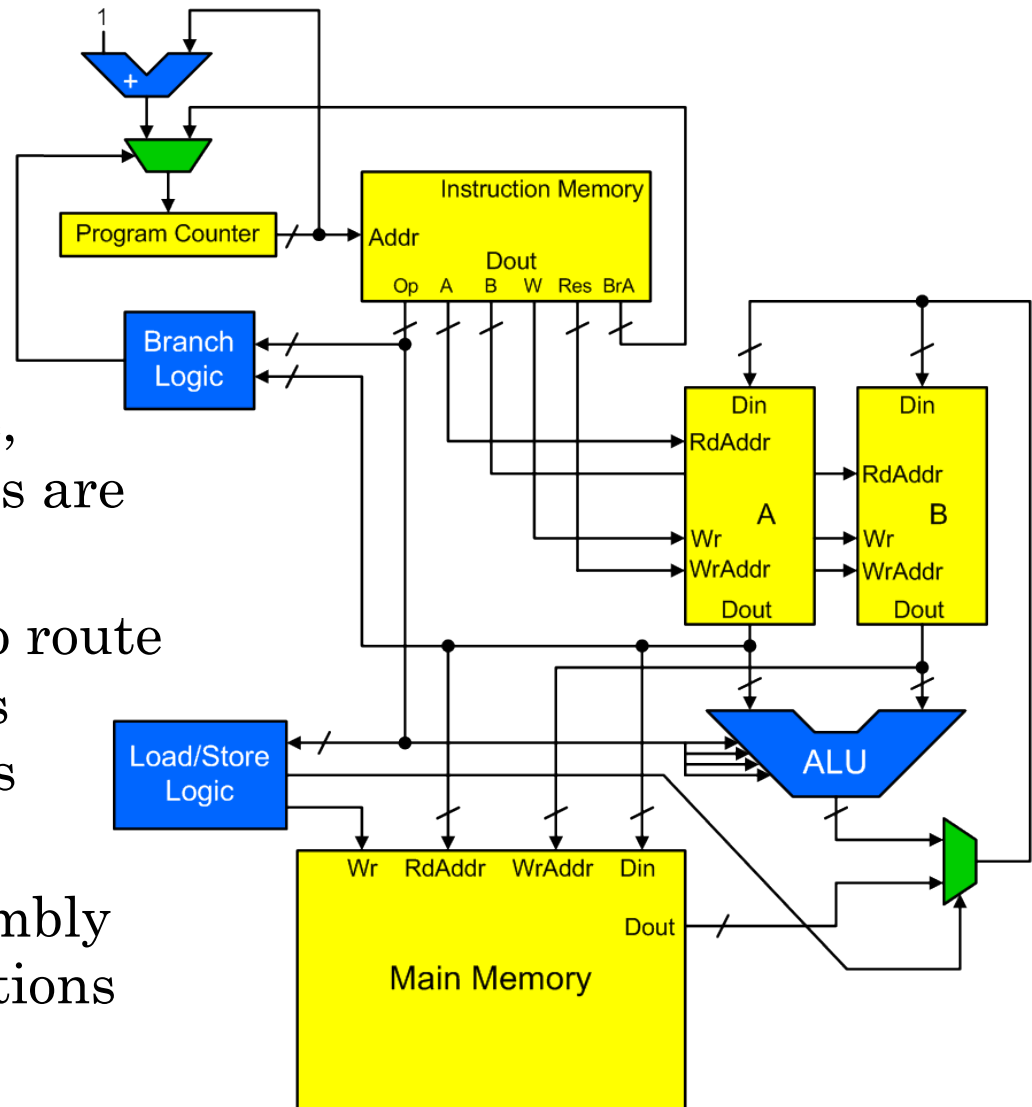 1
+
Program Counter
Instruction Memory
Addr
Dout
Op A B W Res BrA
Branch
Logic
,
s are
o route
s
s
mbly
tions
Din
RdAddr
A
Wr
WrAddr
Dout
Din
RdAddr
B
Wr
WrAddr
Dout
Load/Store
Logic
ALU
Wr RdAddr WrAddr Din
Dout
Main Memory